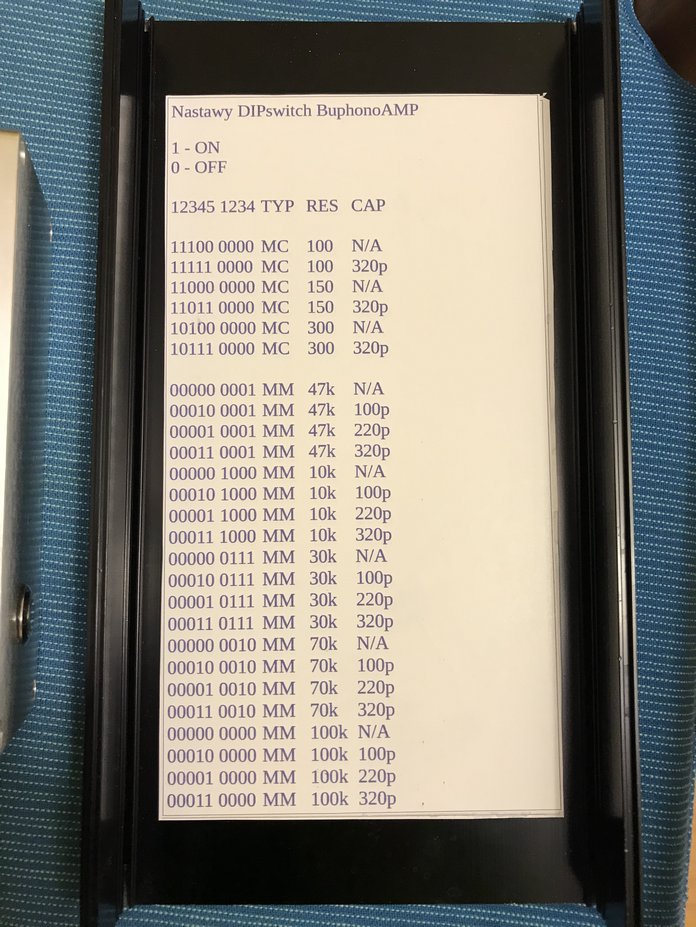 Nastawy DIPswitch BuphonoAMP
1 - ON
0 - OFF
12345 1234 TYP RES CAP
11100 0000 MC 100 N/A
11111 0000 MC 100 320p
11000 0000 MC 150 N/A
11011 0000 MC 150 320p
10100 0000 MC 300 N/A
10111 0000 MC 300 320p
00000 0001 MM 47k N/A
00010 0001 MM 47k 100p
00001 0001 MM 47k 220p
00011 0001 MM 47k 320p
00000 1000 MM 10k N/A
00010 1000 MM 10k 100p
00001 1000 MM 10k 220p
00011 1000 MM 10k 320p
00000 0111 MM 30k N/A
00010 0111 MM 30k 100p
00001 0111 MM 30k 220p
00011 0111 MM 30k 320p
00000 0010 MM 70k N/A
00010 0010 MM 70k 100p
00001 0010 MM 70k 220p
00011 0010 MM 70k 320p
00000 0000 MM 100k N/A
00010 0000 MM 100k 100p
00001 0000 MM 100k 220p
00011 0000 MM 100k 320p